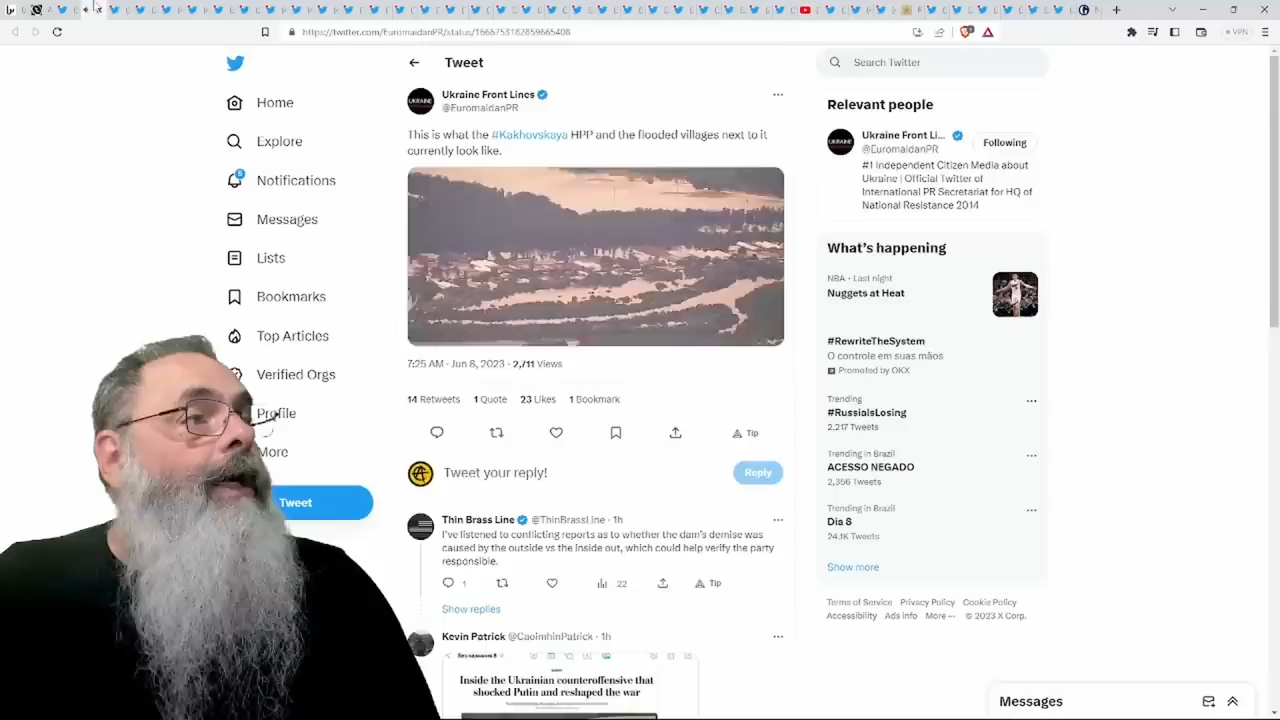 https://twitter.com/EuromaidanPR/status/1666753182859665408
VPN
Home
Explore
6
Notifications
Messages
Lists
Bookmarks
Top Articles
Verified Orgs
Profile
More
Tweet
Tweet
Ukraine Front Lines
@EuromaidanPR
This is what the #Kakhovskaya HPP and the flooded villages next to it
currently look like.
7:25 AM · Jun 8, 2023 · 2,711 Views
14 Retweets 1 Quote 23 Likes 1 Bookmark
Tip
Tweet your reply!
Reply
Thin Brass Line @ThinBrassLine · 1h
I've listened to conflicting reports as to whether the dam's demise was
caused by the outside vs the inside out, which could help verify the party
responsible.
1 22 Tip
Show replies
Kevin Patrick @CaoimhinPatrick · 1h
Inside the Ukrainian counteroffensive that
shocked Putin and reshaped the war
Search Twitter
Relevant people
Ukraine Front Li...
@EuromaidanPR
Following
#1 Independent Citizen Media about
Ukraine | Official Twitter of
International PR Secretariat for HQ of
National Resistance 2014
What's happening
NBA · Last night
Nuggets at Heat
#RewriteTheSystem
O controle em suas mãos
Promoted by OKX
Trending
#RussiaIsLosing
2,217 Tweets
Trending in Brazil
ACESSO NEGADO
2,356 Tweets
Trending in Brazil
Dia 8
24.1K Tweets
Show more
Terms of Service Privacy Policy Cookie Policy
Accessibility Ads info More ··· © 2023 X Corp.
Messages